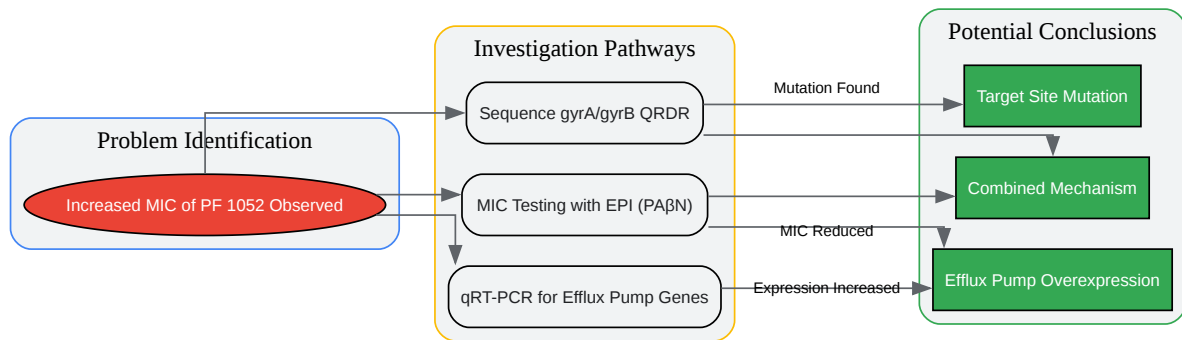 Problem Identification
Increased MIC of PF 1052 Observed
Investigation Pathways
Sequence gyrA/gyrB QRDR
MIC Testing with EPI (PAβN)
qRT-PCR for Efflux Pump Genes
Mutation Found
MIC Reduced
Expression Increased
Potential Conclusions
Target Site Mutation
Combined Mechanism
Efflux Pump Overexpression